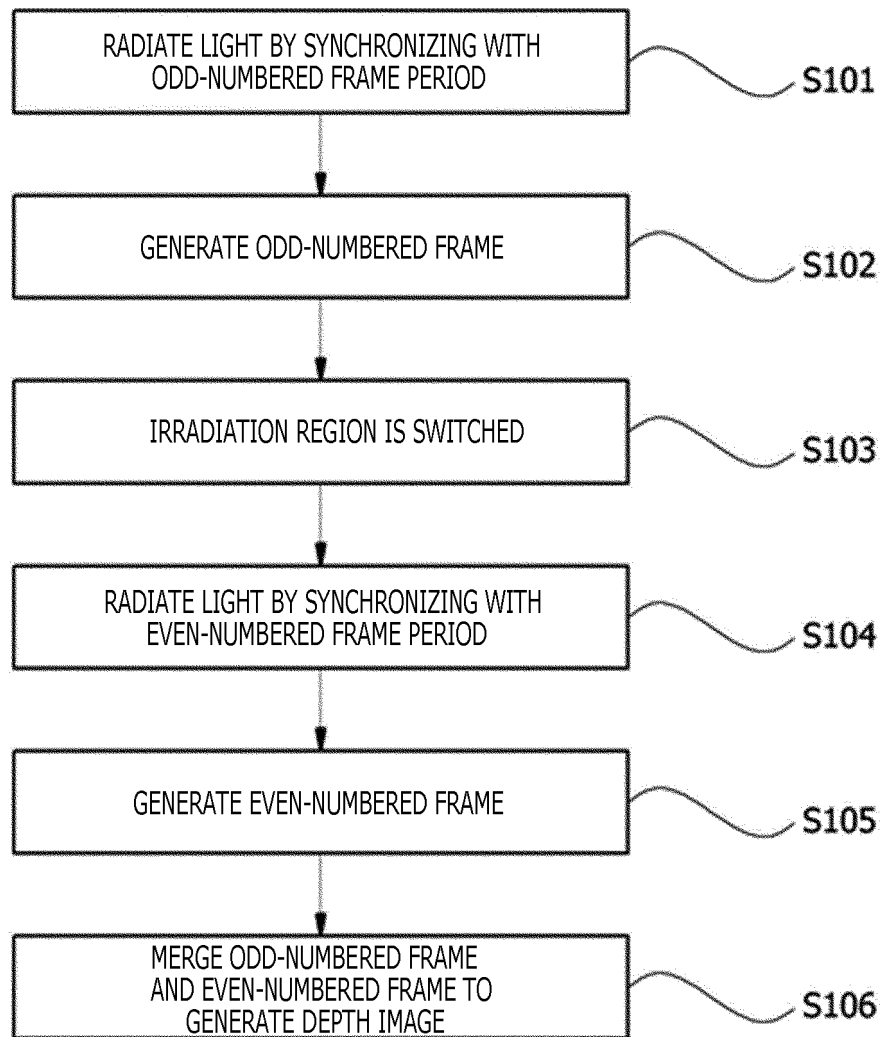 RADIATE LIGHT BY SYNCHRONIZING WITH
ODD-NUMBERED FRAME PERIOD
S101
GENERATE ODD-NUMBERED FRAME
S102
IRRADIATION REGION IS SWITCHED
S103
RADIATE LIGHT BY SYNCHRONIZING WITH
EVEN-NUMBERED FRAME PERIOD
S104
GENERATE EVEN-NUMBERED FRAME
S105
MERGE ODD-NUMBERED FRAME
AND EVEN-NUMBERED FRAME TO
GENERATE DEPTH IMAGE
S106